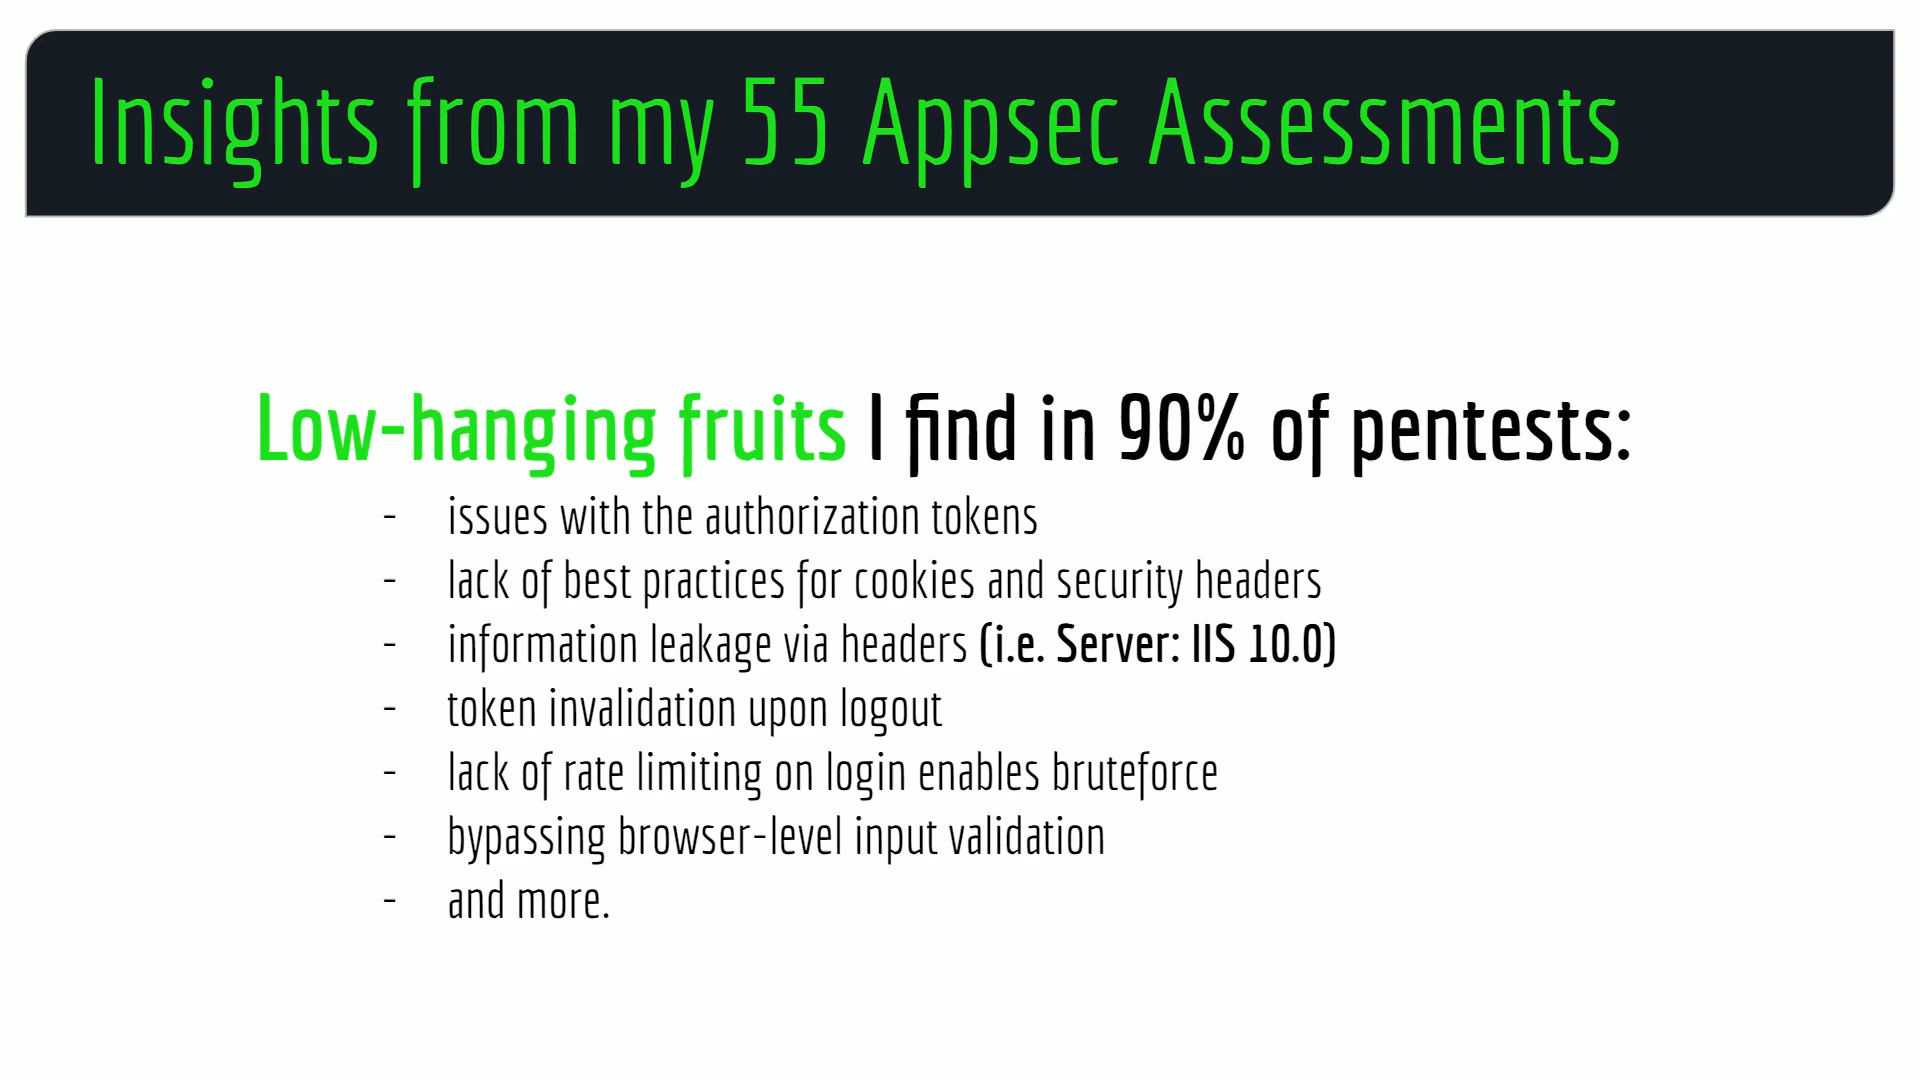 Insights from my 55 Appsec Assessments
Low-hanging fruits I find in 90% of pentests:
- issues with the authorization tokens
- lack of best practices for cookies and security headers
- information leakage via headers (i.e. Server: IIS 10.0)
- token invalidation upon logout
- lack of rate limiting on login enables bruteforce
- bypassing browser-level input validation
- and more.